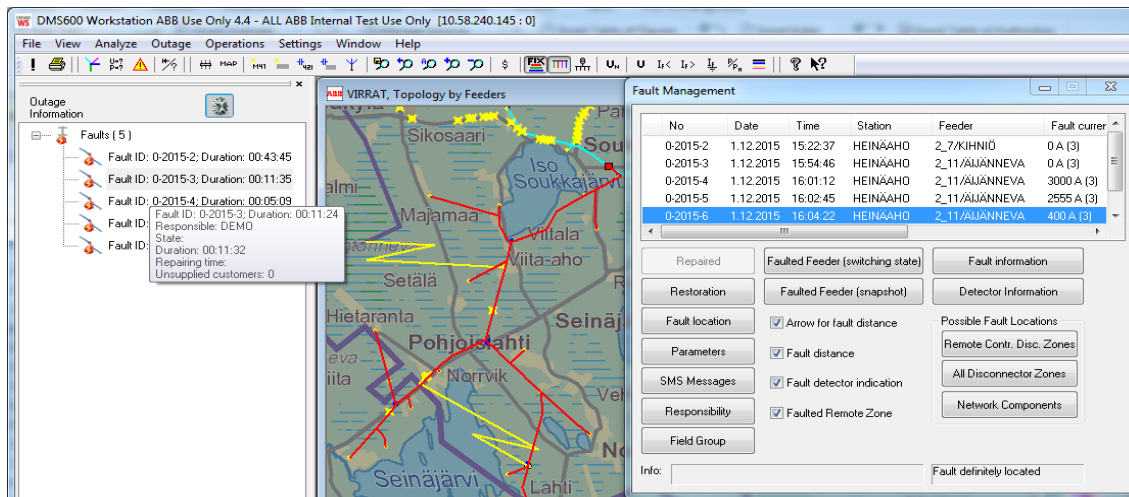 DMS600 Workstation ABB Use Only 4.4 - ALL ABB Internal Test Use Only [10.58.240.145 : 0]
File View Analyze Outage Operations Settings Window Help
MAP
UN U IF< IF>
Outage
Information
Faults ( 5 )
Fault ID: 0-2015-2; Duration: 00:43:45
Fault ID: 0-2015-3; Duration: 00:11:35
Fault ID: 0-2015-4; Duration: 00:05:09
Fault ID:
Fault ID:
Fault ID: 0-2015-3; Duration: 00:11:24
Responsible: DEMO
State:
Duration: 00:11:32
Repairing time:
Unsupplied customers: 0
ABB VIRRAT, Topology by Feeders
Sikosaari
Iso
Soukkajärvi
Majamaa
Vitala
Viita-aho
Setälä
Hietaranta
Seinäj
Pohjoislahti
Norrvik
Seinäjärvi
Lahti
Fault Management
No Date Time Station Feeder Fault currer
0-2015-2 1.12.2015 15:22:37 HEINÄAHO 2_7/KIHNIÖ 0 A (3)
0-2015-3 1.12.2015 15:54:46 HEINÄAHO 2_11/ÄIJÄNNEVA 0 A (3)
0-2015-4 1.12.2015 16:01:12 HEINÄAHO 2_11/ÄIJÄNNEVA 3000 A (3)
0-2015-5 1.12.2015 16:02:45 HEINÄAHO 2_11/ÄIJÄNNEVA 2555 A (3)
0-2015-6 1.12.2015 16:04:22 HEINÄAHO 2_11/ÄIJÄNNEVA 400 A (3)
Repaired Faulted Feeder (switching state) Fault information
Restoration Faulted Feeder (snapshot) Detector Information
Fault location Arrow for fault distance Possible Fault Locations
Parameters Fault distance Remote Contr. Disc. Zones
SMS Messages Fault detector indication All Disconnector Zones
Responsibility Faulted Remote Zone Network Components
Field Group
Info: Fault definitely located